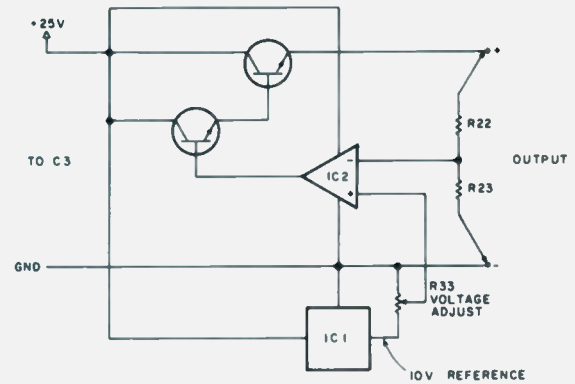 +25V
+
R22
TO C3
-
IC2
OUTPUT
+
R23
GND
-
R33
VOLTAGE
ADJUST
IC1
10V REFERENCE